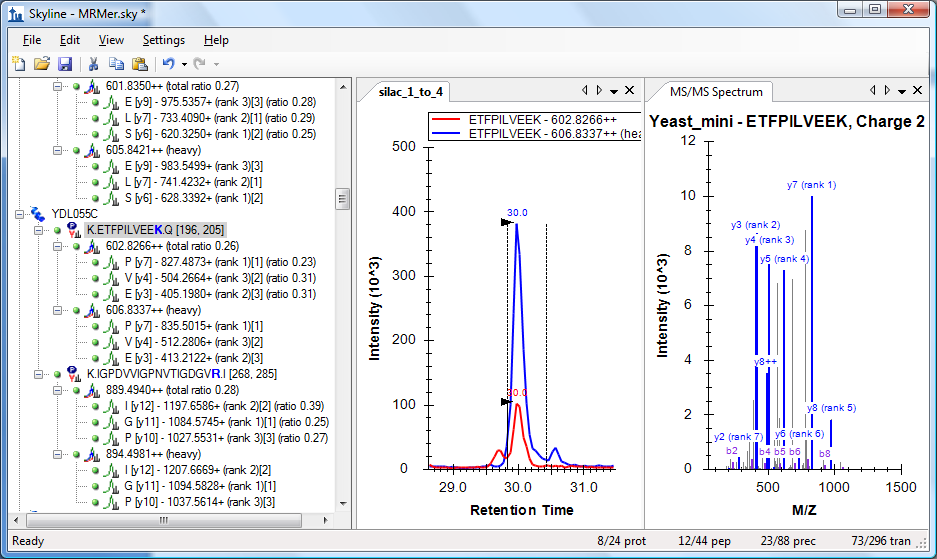 Skyline - MRMer.sky *
File Edit View Settings Help
601.8350++ (total ratio 0.27)
E [y9] - 975.5357+ (rank 3)[3] (ratio 0.28)
L [y7] - 733.4090+ (rank 2)[1] (ratio 0.29)
S [y6] - 620.3250+ (rank 1)[2] (ratio 0.25)
605.8421++ (heavy)
E [y9] - 983.5499+ (rank 3)[3]
L [y7] - 741.4232+ (rank 2)[1]
S [y6] - 628.3392+ (rank 1)[2]
YDL055C
K.ETFPILVEEK.Q [196, 205]
602.8266++ (total ratio 0.26)
P [y7] - 827.4873+ (rank 1)[1] (ratio 0.23)
V [y4] - 504.2664+ (rank 3)[2] (ratio 0.31)
E [y3] - 405.1980+ (rank 2)[3] (ratio 0.31)
606.8337++ (heavy)
P [y7] - 835.5015+ (rank 1)[1]
V [y4] - 512.2806+ (rank 3)[2]
E [y3] - 413.2122+ (rank 2)[3]
K.IGPDVVIGPNVTIGDGVR.I [268, 285]
889.4940++ (total ratio 0.28)
I [y12] - 1197.6586+ (rank 2)[2] (ratio 0.39)
G [y11] - 1084.5745+ (rank 1)[1] (ratio 0.25)
P [y10] - 1027.5531+ (rank 3)[3] (ratio 0.27)
894.4981++ (heavy)
I [y12] - 1207.6669+ (rank 2)[2]
G [y11] - 1094.5828+ (rank 1)[1]
P [y10] - 1037.5614+ (rank 3)[3]
silac_1_to_4
ETFPILVEEK - 602.8266++
ETFPILVEEK - 606.8337++ (hea
500
400
300
200
100
0
Intensity (10^3)
30.0
30.0
29.0 30.0 31.0
Retention Time
MS/MS Spectrum
Yeast_mini - ETFPILVEEK, Charge 2
12
10
8
6
4
2
0
Intensity (10^3)
y7 (rank 1)
y3 (rank 2)
y4 (rank 3)
y5 (rank 4)
y8++
y8 (rank 5)
y2 (rank 7) y6 (rank 6)
b2 b4 b5 b6 b8
500 1000 1500
M/Z
Ready 8/24 prot 12/44 pep 23/88 prec 73/296 tran